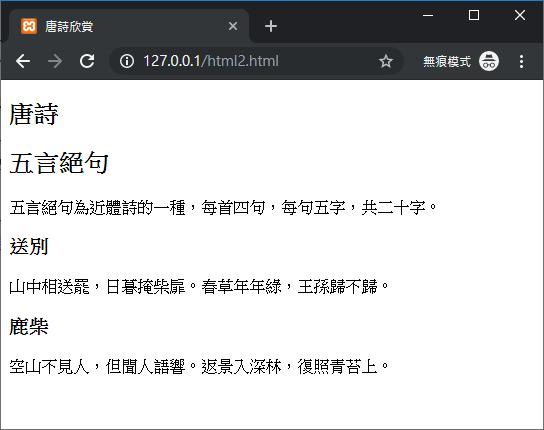 唐詩欣賞
127.0.0.1/html2.html
無痕模式
唐詩
五言絕句
五言絕句為近體詩的一種，每首四句，每句五字，共二十字。
送別
山中相送罷，日暮掩柴扉。春草年年綠，王孫歸不歸。
鹿柴
空山不見人，但聞人語響。返景入深林，復照青苔上。